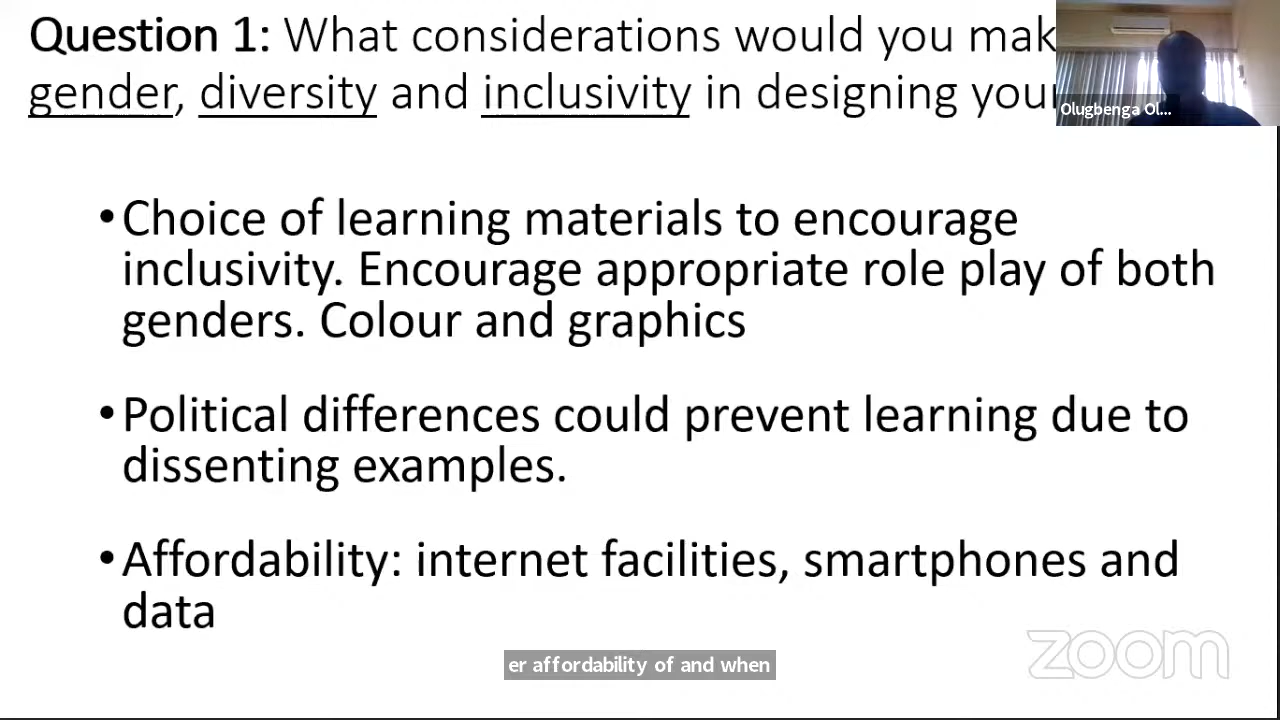 Question 1: What considerations would you mak
gender, diversity and inclusivity in designing your
Olugbenga Ol...
•Choice of learning materials to encourage
inclusivity. Encourage appropriate role play of both
genders. Colour and graphics
•Political differences could prevent learning due to
dissenting examples.
•Affordability: internet facilities, smartphones and
data
er affordability of and when
zoom